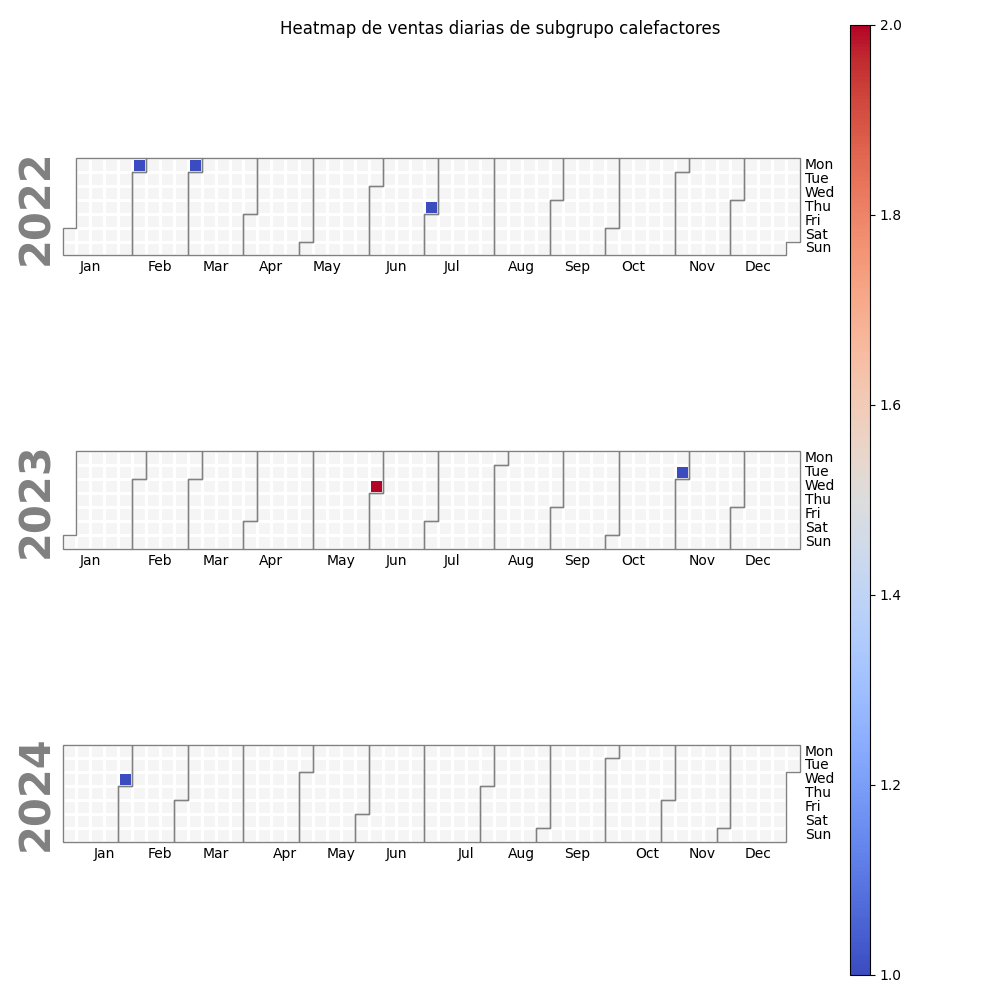 Heatmap de ventas diarias de subgrupo calefactores
2022
Mon
Tue
Wed
Thu
Fri
Sat
Sun
Jan Feb Mar Apr May Jun Jul Aug Sep Oct Nov Dec
2023
Mon
Tue
Wed
Thu
Fri
Sat
Sun
Jan Feb Mar Apr May Jun Jul Aug Sep Oct Nov Dec
2024
Mon
Tue
Wed
Thu
Fri
Sat
Sun
Jan Feb Mar Apr May Jun Jul Aug Sep Oct Nov Dec
2.0
1.8
1.6
1.4
1.2
1.0